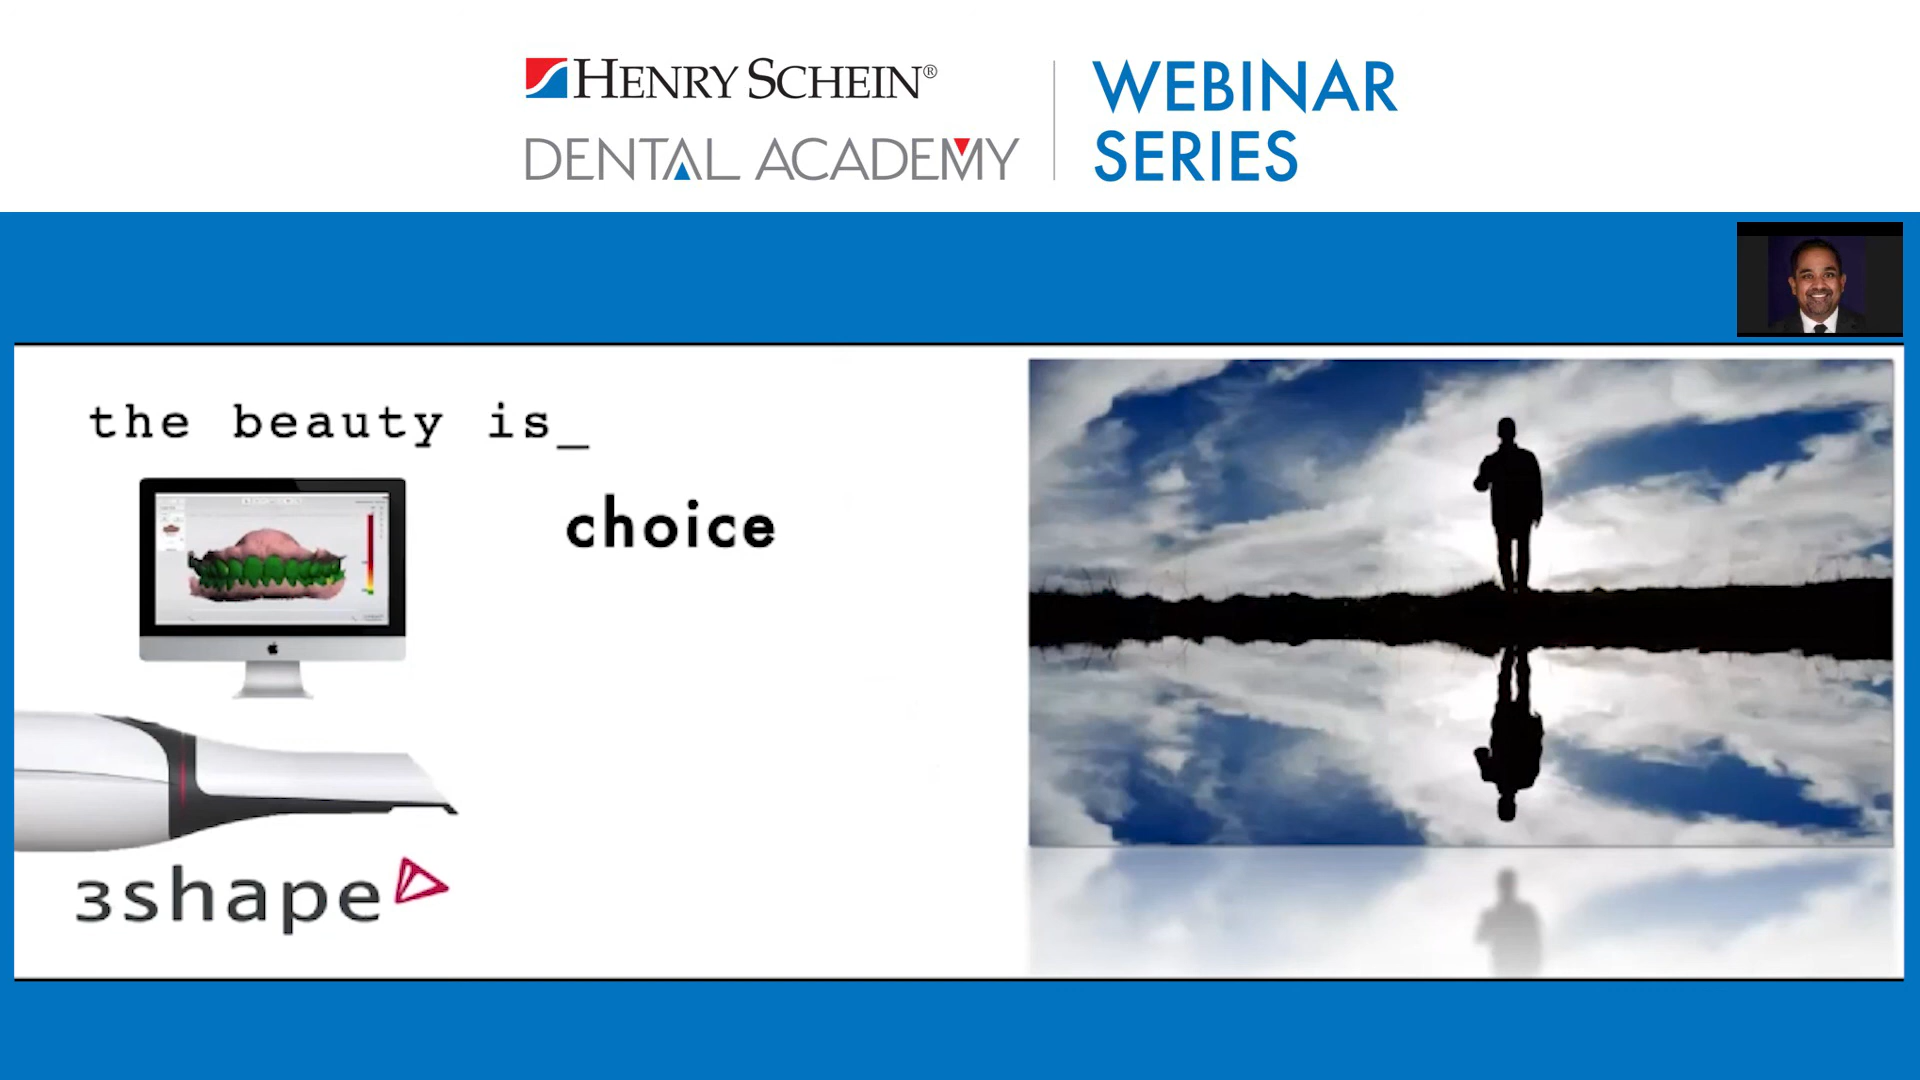 HENRY SCHEIN®
DENTAL ACADEMY
WEBINAR
SERIES
the beauty is_
choice
3shape